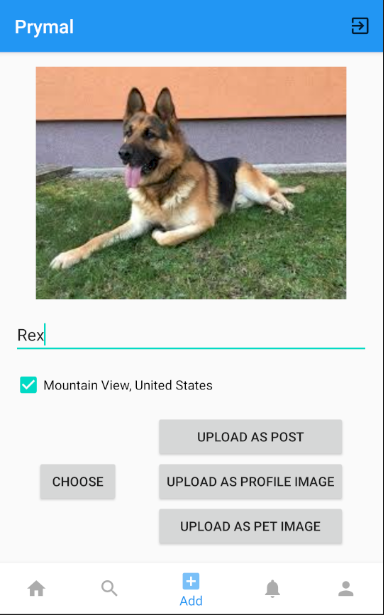 Prymal
Rex
Mountain View, United States
UPLOAD AS POST
CHOOSE
UPLOAD AS PROFILE IMAGE
UPLOAD AS PET IMAGE
Add